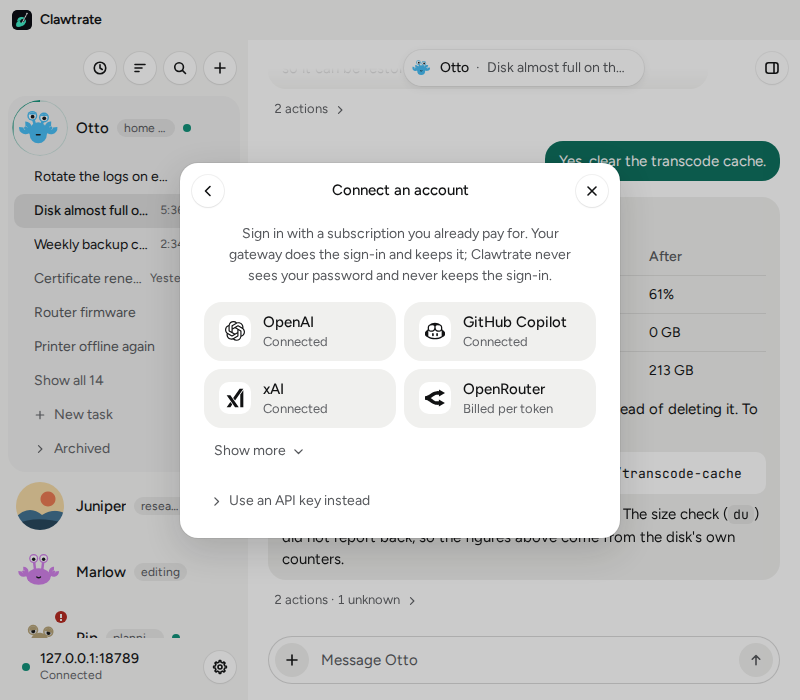 Clawtrate
Otto · Disk almost full on th...
2 actions
Otto home ...
Yes, clear the transcode cache.
Rotate the logs on e...
Disk almost full o... 5:36
Weekly backup c... 2:34
Certificate rene... Yeste
Router firmware
Printer offline again
Show all 14
+ New task
Archived
Juniper resea...
Marlow editing
Pip planni...
127.0.0.1:18789
Connected
Connect an account
Sign in with a subscription you already pay for. Your
gateway does the sign-in and keeps it; Clawtrate never
sees your password and never keeps the sign-in.
OpenAI
Connected
GitHub Copilot
Connected
xAI
Connected
OpenRouter
Billed per token
Show more
Use an API key instead
After
61%
0 GB
213 GB
ead of deleting it. To
/transcode-cache
The size check (du)
did not report back, so the figures above come from the disk's own
counters.
2 actions · 1 unknown
Message Otto